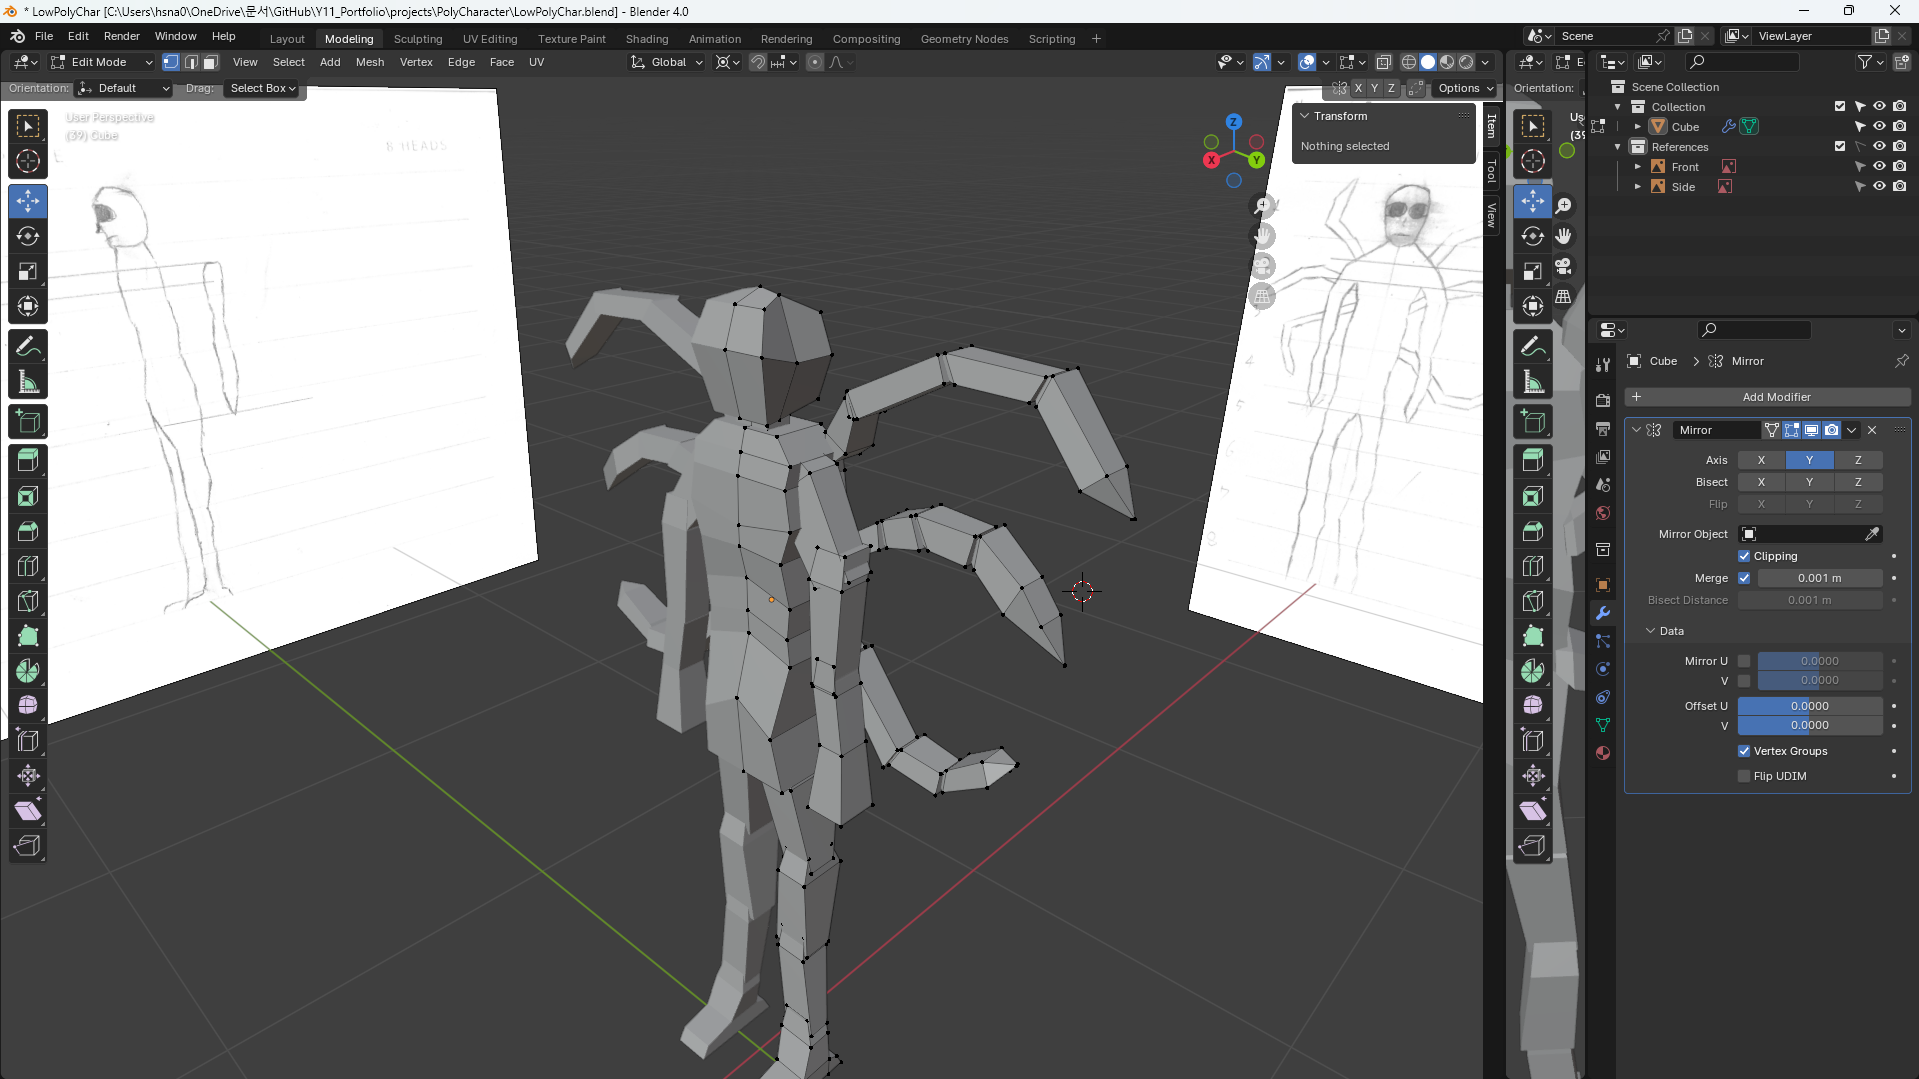 * LowPolyChar [C:\Users\hsna0\OneDrive\문서\GitHub\Y11_Portfolio\projects\PolyCharacter\LowPolyChar.blend] - Blender 4.0
File Edit Render Window Help Layout Modeling Sculpting UV Editing Texture Paint Shading Animation Rendering Compositing Geometry Nodes Scripting +
Scene ViewLayer
Edit Mode View Select Add Mesh Vertex Edge Face UV Global
Orientation: Default Drag: Select Box X Y Z Options Orientation:
User Perspective
(39) Cube
8 HEADS
Z
X Y
Transform
Nothing selected
Item
Tool
View
4
5
7
8
Scene Collection
Collection
Cube
References
Front
Side
Cube > Mirror
+ Add Modifier
Mirror
Axis X Y Z
Bisect X Y Z
Flip X Y Z
Mirror Object
Clipping
Merge 0.001 m
Bisect Distance 0.001 m
Data
Mirror U 0.0000
V 0.0000
Offset U 0.0000
V 0.0000
Vertex Groups
Flip UDIM